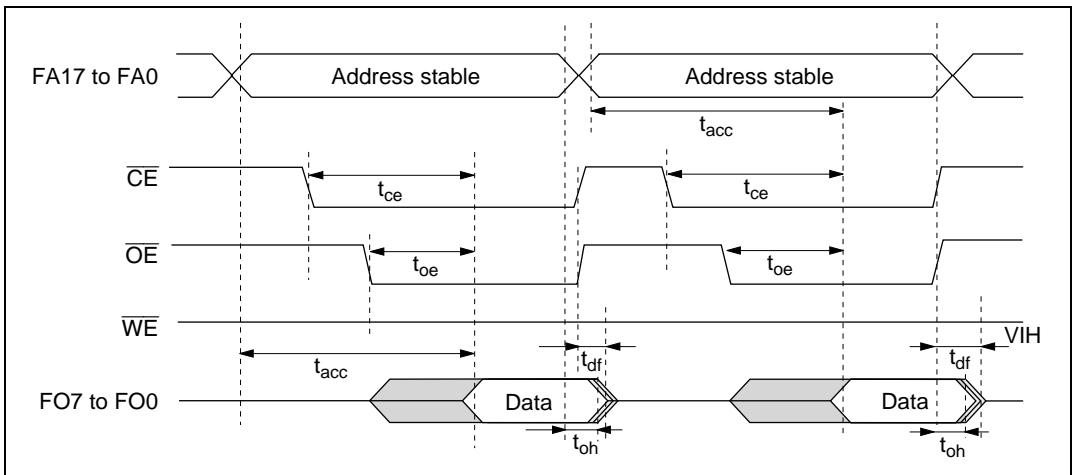 FA17 to FA0
Address stable
Address stable
tacc
CE
tce
tce
OE
toe
toe
WE
VIH
tacc
tdf
tdf
FO7 to FO0
Data
Data
toh
toh